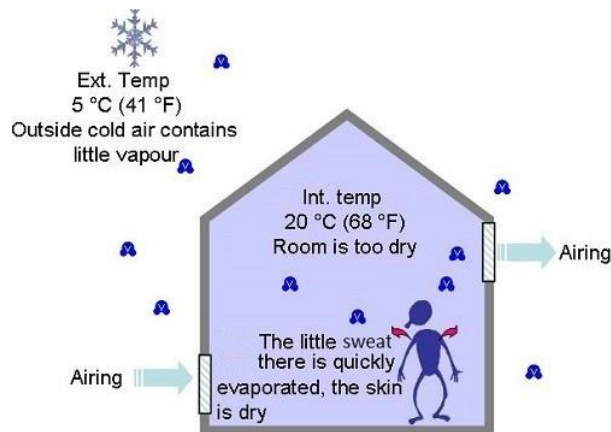 Ext. Temp
5 °C (41 °F)
Outside cold air contains
little vapour
Int. temp
20 °C (68 °F)
Room is too dry
Airing
The little sweat
there is quickly
evaporated, the skin
is dry
Airing
V
V
V
V
V
V
V
V
V
V
V